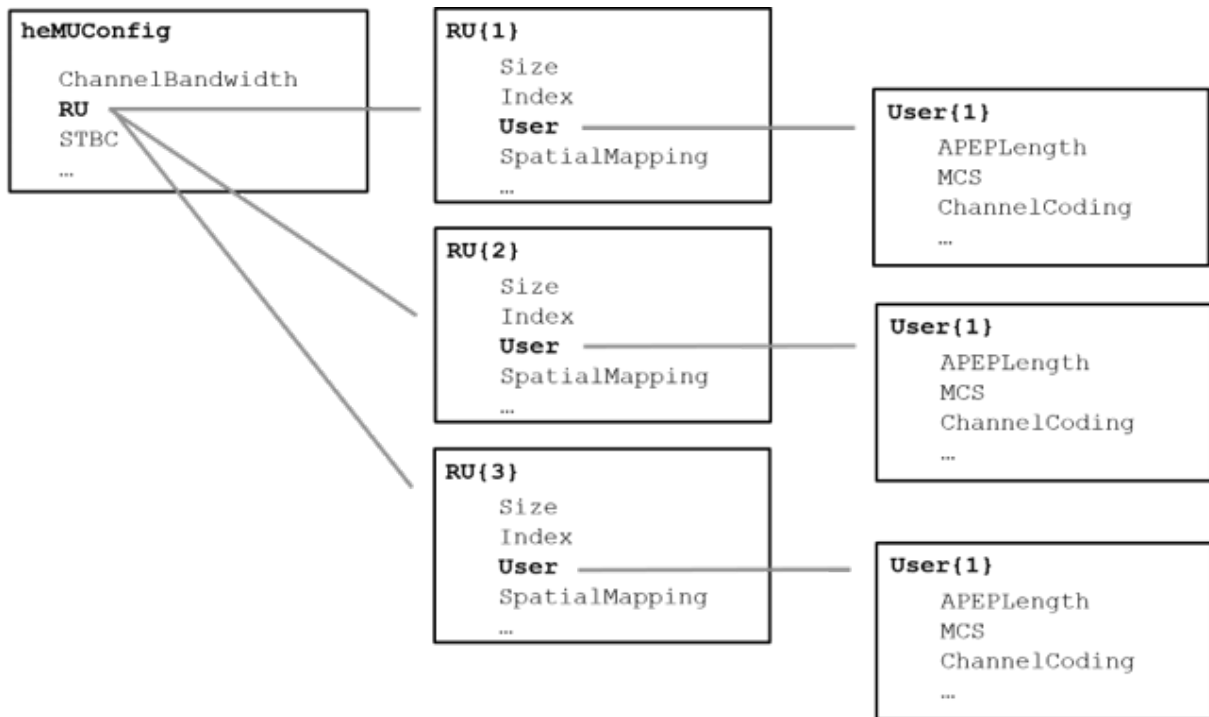 heMUConfig
ChannelBandwidth
RU
STBC
…
RU{1}
Size
Index
User
SpatialMapping
…
User{1}
APEPLength
MCS
ChannelCoding
…
RU{2}
Size
Index
User
SpatialMapping
…
User{1}
APEPLength
MCS
ChannelCoding
…
RU{3}
Size
Index
User
SpatialMapping
…
User{1}
APEPLength
MCS
ChannelCoding
…